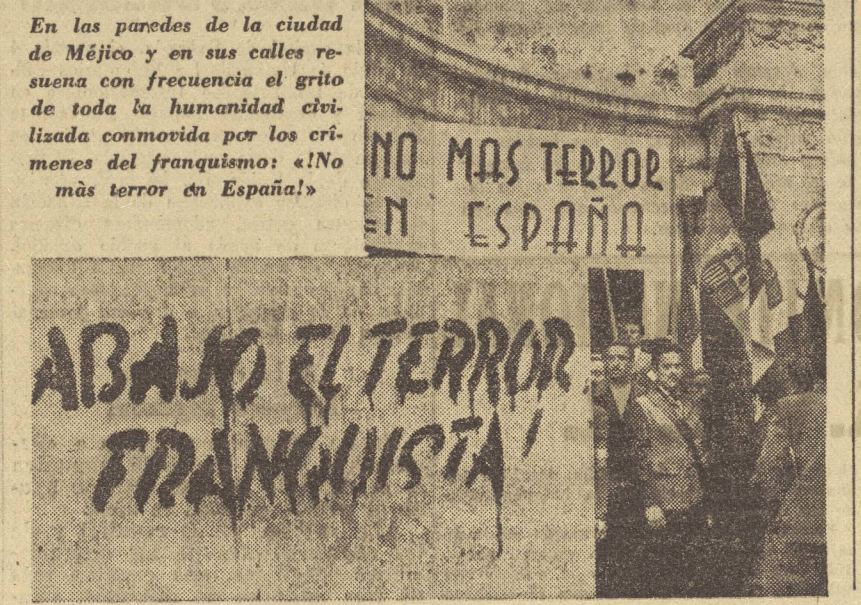 En las paredes de la ciudad
de Méjico y en sus calles re-
suena con frecuencia el grito
de toda la humanidad civi-
lizada conmovida por los crí-
menes del franquismo: «!No
màs terror en España!»
NO MAS TERROR
EN ESPAÑA
ABAJO EL TERROR
FRANQUISTA!